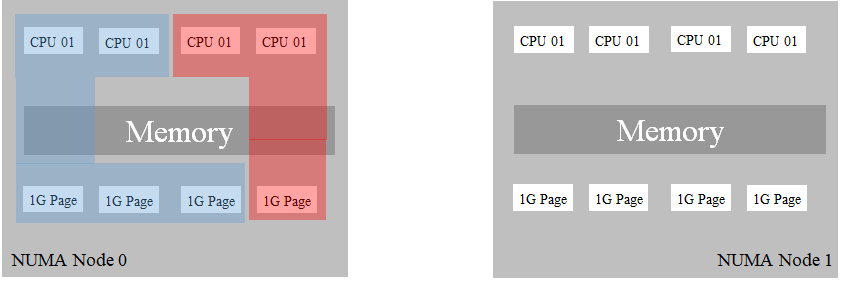 CPU 01 CPU 01 CPU 01 CPU 01
Memory
1G Page 1G Page 1G Page 1G Page
NUMA Node 0
CPU 01 CPU 01 CPU 01 CPU 01
Memory
1G Page 1G Page 1G Page 1G Page
NUMA Node 1